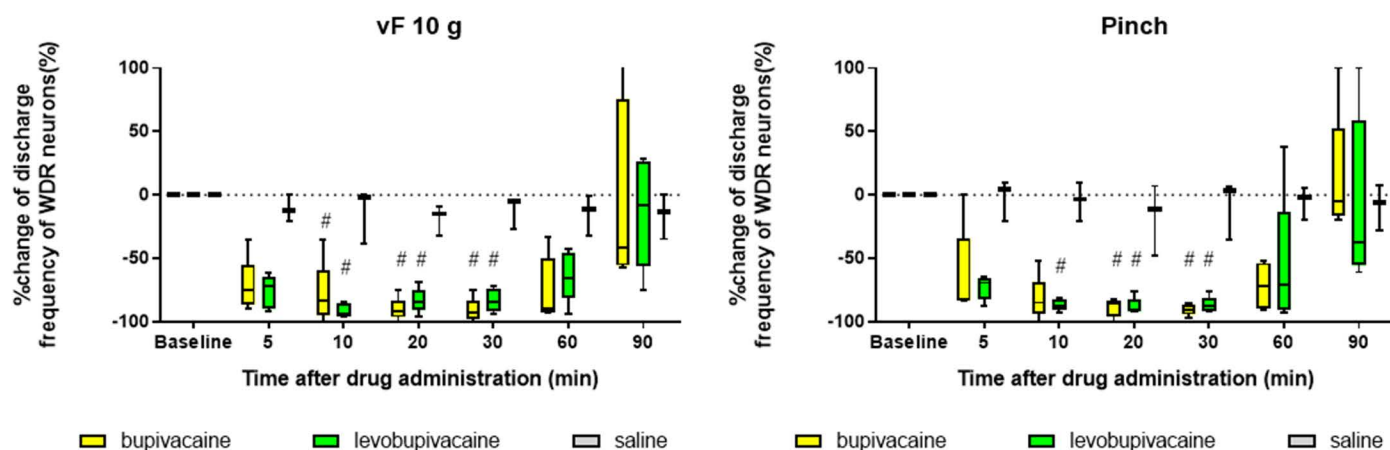 vF 10 g
%change of discharge
frequency of WDR neurons(%)
100
50
0
-50
-100
#
#
# #
# #
Baseline 5 10 20 30 60 90
Time after drug administration (min)
bupivacaine levobupivacaine saline
Pinch
%change of discharge
frequency of WDR neurons(%)
100
50
0
-50
-100
#
# #
# #
Baseline 5 10 20 30 60 90
Time after drug administration (min)
bupivacaine levobupivacaine saline